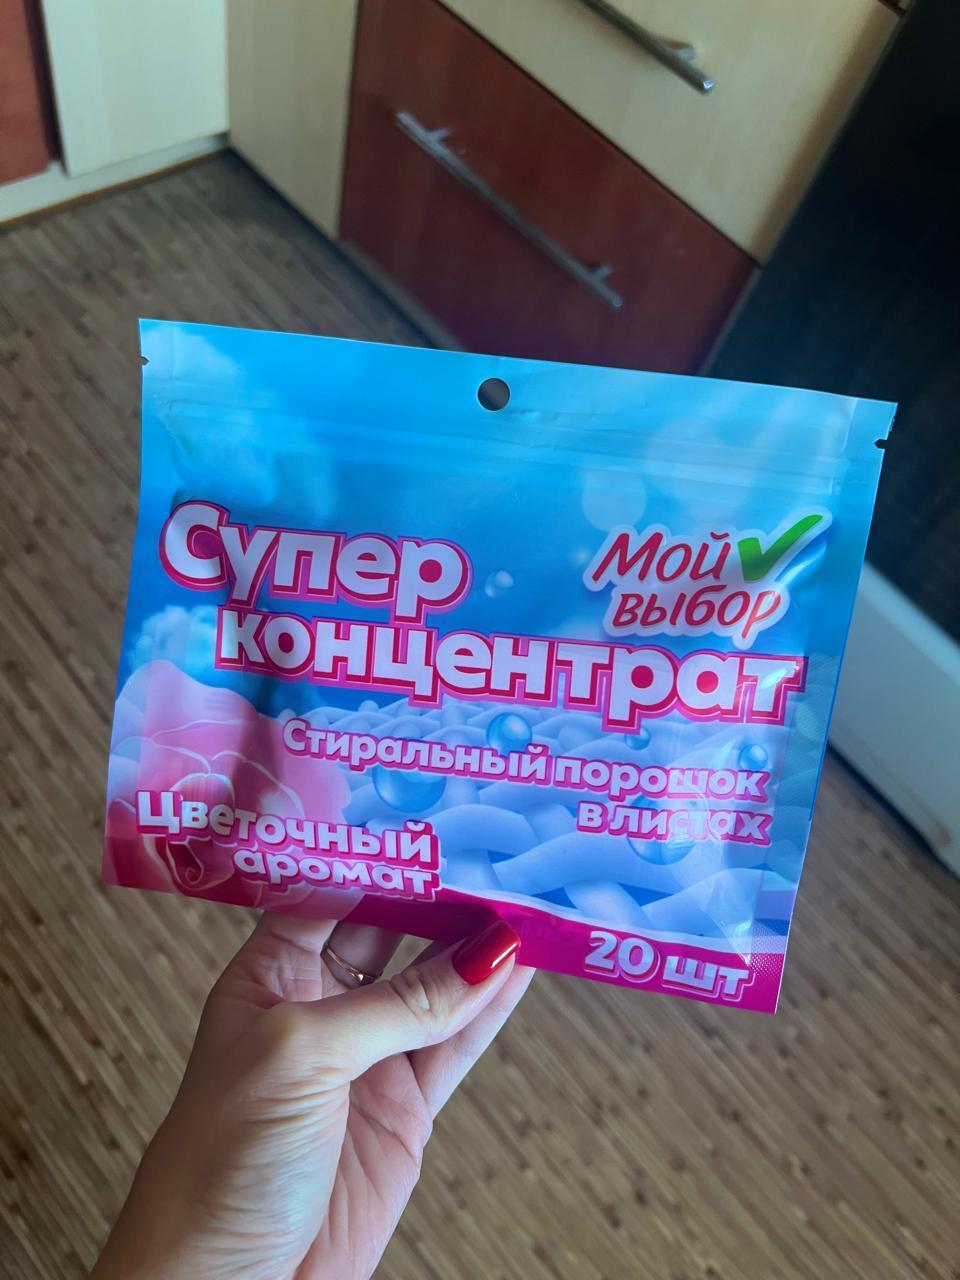 Супер
концентрат
Мой
выбор
Стиральный порошок
в листах
Цветочный
аромат
20 шт